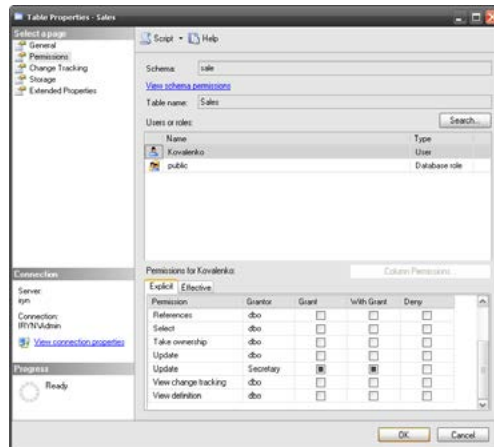 Table Properties - Sales
Select a page
General
Permissions
Change Tracking
Storage
Extended Properties
Script Help
Schema: sale
View schema permissions
Table name: Sales
Users or roles: Search...
Name Type
Kovalenko User
public Database role
Permissions for Kovalenko: Column Permissions...
Explicit Effective
Permission Grantor Grant With Grant Deny
References dbo
Select dbo
Take ownership dbo
Update dbo
Update Secretary
View change tracking dbo
View definition dbo
Connection
Server:
iryn
Connection:
IRYN\Admin
View connection properties
Progress
Ready
OK Cancel